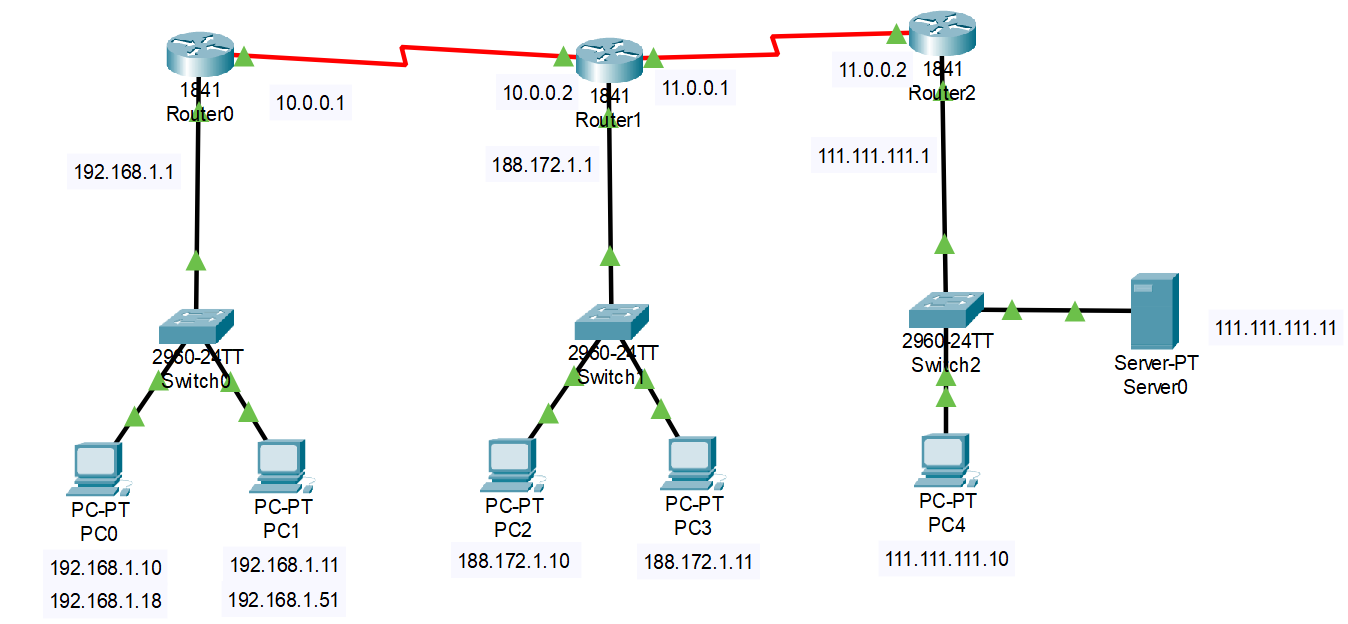 1841
Router0
10.0.0.1
192.168.1.1
2960-24TT
Switch0
PC-PT
PC0
192.168.1.10
192.168.1.18
PC-PT
PC1
192.168.1.11
192.168.1.51
10.0.0.2
1841
Router1
11.0.0.1
188.172.1.1
2960-24TT
Switch1
PC-PT
PC2
188.172.1.10
PC-PT
PC3
188.172.1.11
11.0.0.2
1841
Router2
111.111.111.1
2960-24TT
Switch2
Server-PT
Server0
111.111.111.11
PC-PT
PC4
111.111.111.10